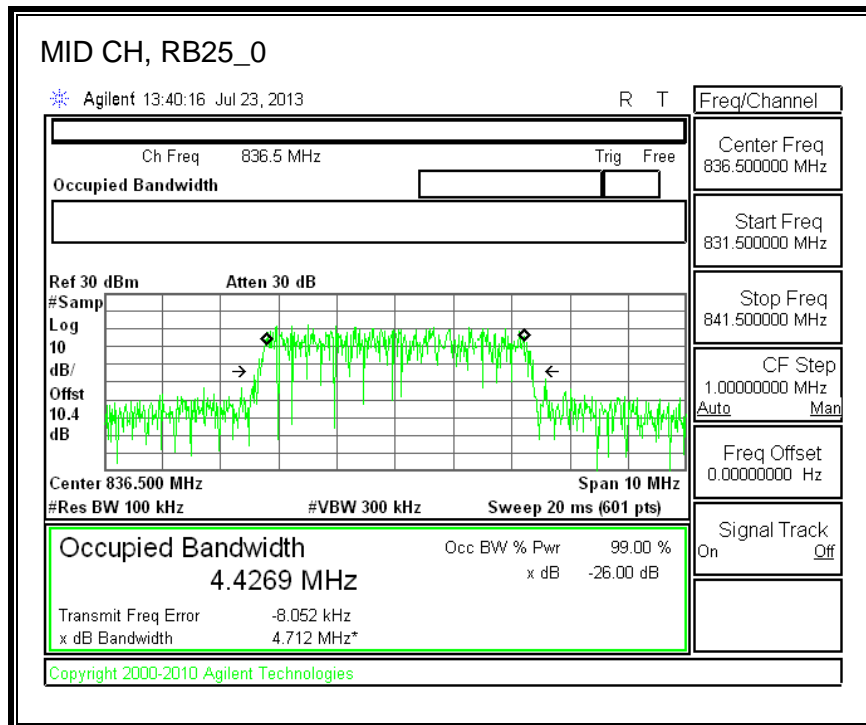 MID CH, RB25_0
Agilent 13:40:16 Jul 23, 2013 R T
Freq/Channel
Ch Freq 836.5 MHz Trig Free
Occupied Bandwidth
Center Freq
836.500000 MHz
Start Freq
831.500000 MHz
Stop Freq
841.500000 MHz
CF Step
1.00000000 MHz
Auto Man
Freq Offset
0.00000000 Hz
Signal Track
On Off
Ref 30 dBm Atten 30 dB
#Samp
Log
10
dB/
Offst
10.4
dB
Center 836.500 MHz Span 10 MHz
#Res BW 100 kHz #VBW 300 kHz Sweep 20 ms (601 pts)
Occupied Bandwidth Occ BW % Pwr 99.00 %
4.4269 MHz x dB -26.00 dB
Transmit Freq Error -8.052 kHz
x dB Bandwidth 4.712 MHz*
Copyright 2000-2010 Agilent Technologies